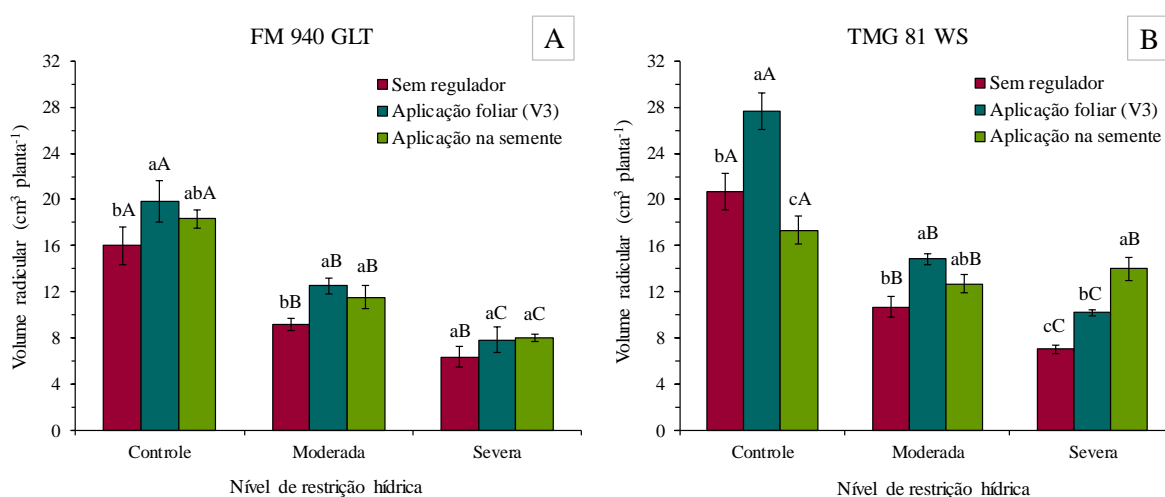 FM 940 GLT
A
Volume radicular (cm³ planta⁻¹)
32
28
24
20
16
12
8
4
0
Sem regulador
Aplicação foliar (V3)
Aplicação na semente
bA
aA
abA
bB
aB
aB
aB
aC
aC
Controle
Moderada
Severa
Nível de restrição hídrica
TMG 81 WS
B
Volume radicular (cm³ planta⁻¹)
32
28
24
20
16
12
8
4
0
Sem regulador
Aplicação foliar (V3)
Aplicação na semente
bA
aA
cA
bB
aB
abB
cC
bC
aB
Controle
Moderada
Severa
Nível de restrição hídrica